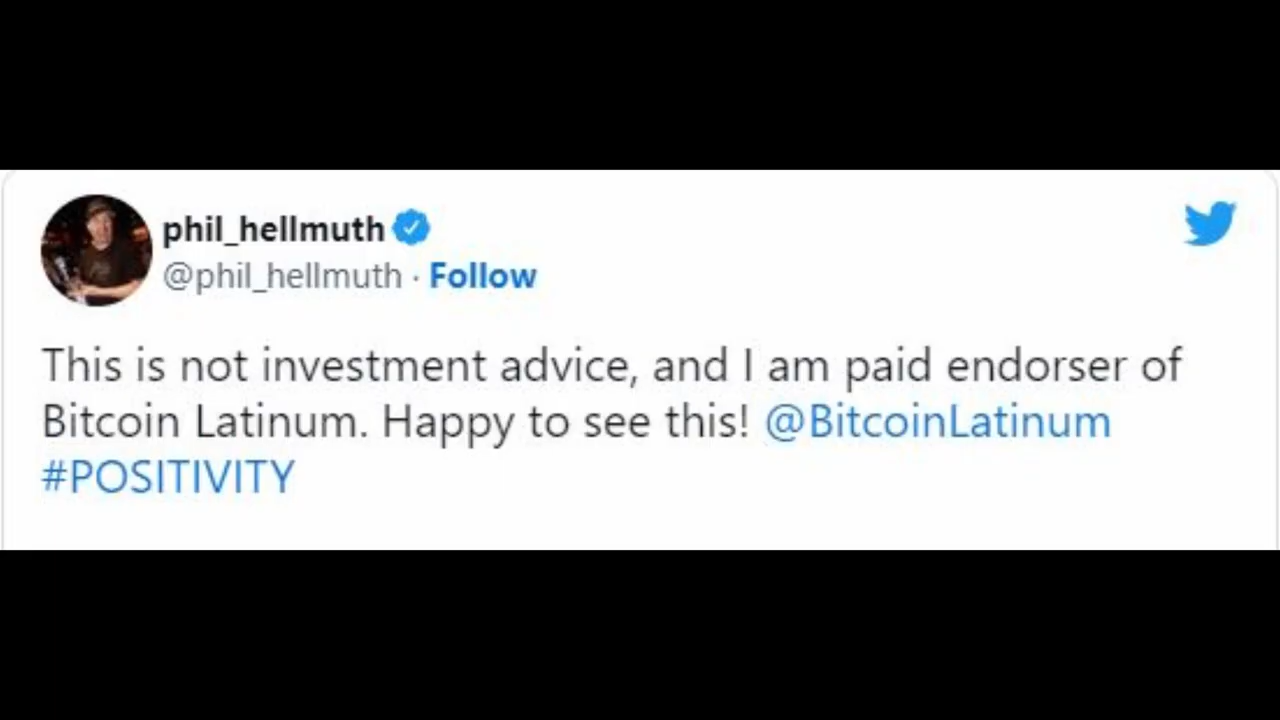 phil_hellmuth
@phil_hellmuth · Follow
This is not investment advice, and I am paid endorser of
Bitcoin Latinum. Happy to see this! @BitcoinLatinum
#POSITIVITY